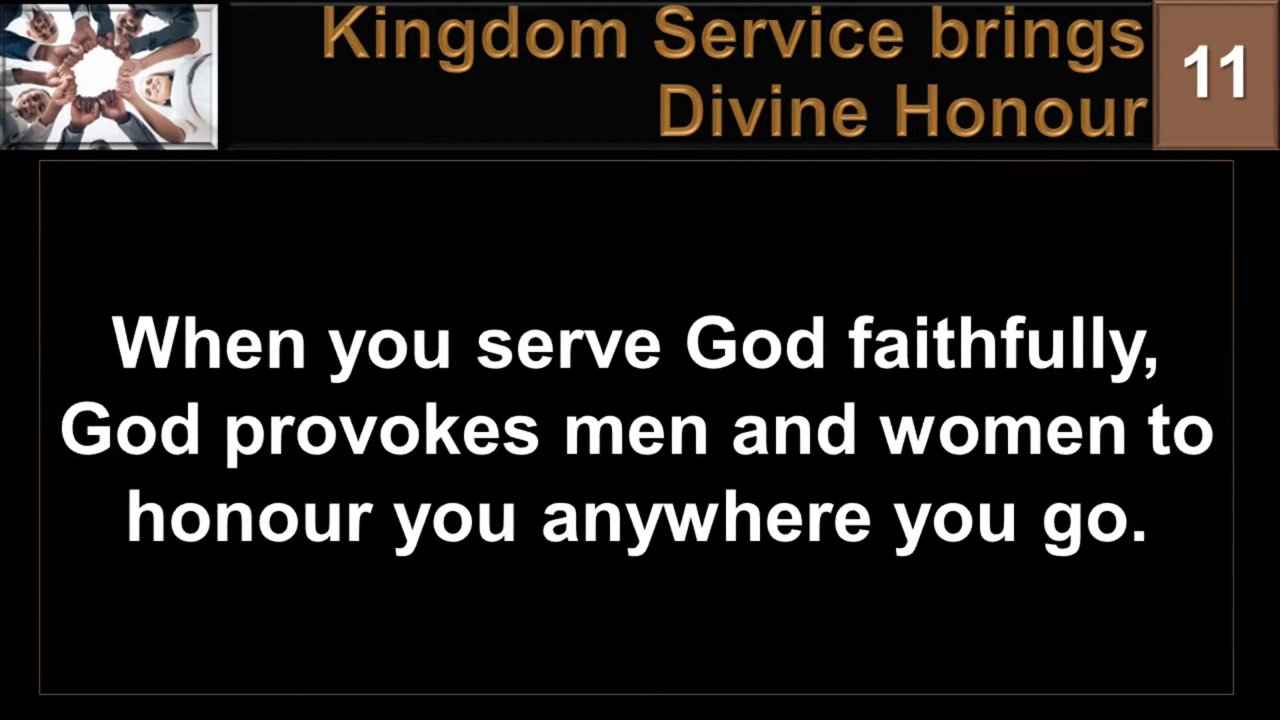 Kingdom Service brings
Divine Honour
11
When you serve God faithfully,
God provokes men and women to
honour you anywhere you go.